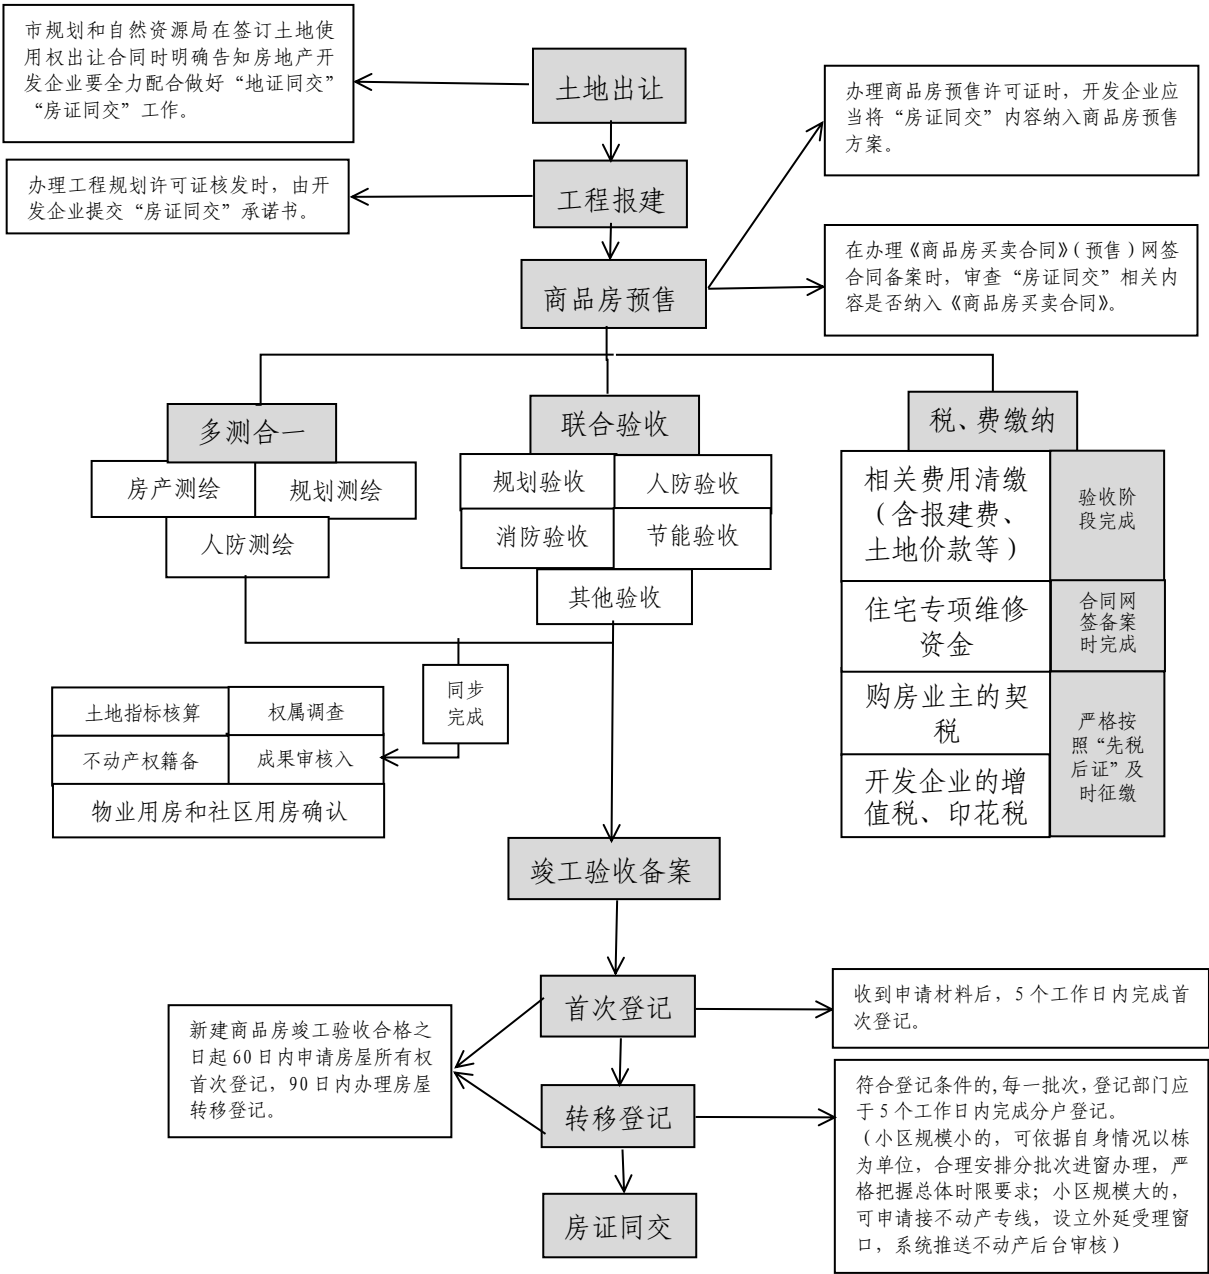 市规划和自然资源局在签订土地使
用权出让合同时明确告知房地产开
发企业要全力配合做好“地证同交”
“房证同交”工作。
土地出让
办理商品房预售许可证时，开发企业应
当将“房证同交”内容纳入商品房预售
方案。
办理工程规划许可证核发时，由开
发企业提交“房证同交”承诺书。
工程报建
在办理《商品房买卖合同》（预售）网签
合同备案时，审查“房证同交”相关内
容是否纳入《商品房买卖合同》。
商品房预售
多测合一
房产测绘
规划测绘
人防测绘
联合验收
规划验收
人防验收
消防验收
节能验收
其他验收
税、费缴纳
相关费用清缴
（含报建费、
土地价款等）
验收阶
段完成
住宅专项维修
资金
合同网
签备案
时完成
购房业主的契
税
开发企业的增
值税、印花税
严格按
照“先税
后证”及
时征缴
同步
完成
土地指标核算
权属调查
不动产权籍备
成果审核入
物业用房和社区用房确认
竣工验收备案
首次登记
收到申请材料后，5个工作日内完成首
次登记。
新建商品房竣工验收合格之
日起60日内申请房屋所有权
首次登记，90日内办理房屋
转移登记。
转移登记
符合登记条件的，每一批次，登记部门应
于5个工作日内完成分户登记。
（小区规模小的，可依据自身情况以栋
为单位，合理安排分批次进窗办理，严
格把握总体时限要求；小区规模大的，
可申请接不动产专线，设立外延受理窗
口，系统推送不动产后台审核）
房证同交